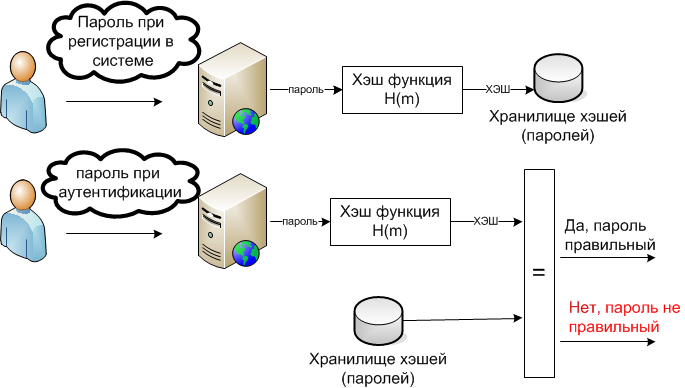 Пароль при
регистрации в
системе
пароль
Хэш функция
H(m)
ХЭШ
Хранилище хэшей
(паролей)
пароль при
аутентификации
пароль
Хэш функция
H(m)
ХЭШ
=
Да, пароль
правильный
Нет, пароль не
правильный
Хранилище хэшей
(паролей)